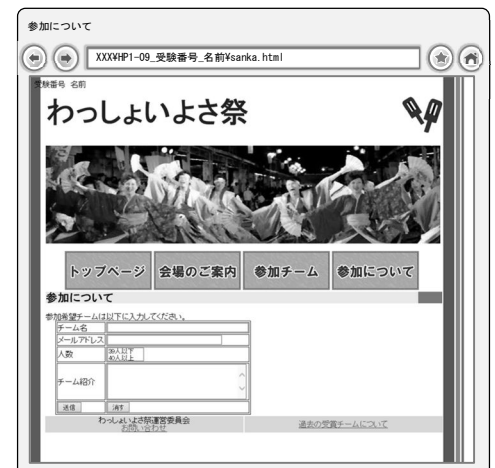 参加について
XXX¥HP1-09_受験番号_名前¥sanka.html
受験番号 名前
わっしょいよさ祭
トップページ 会場のご案内 参加チーム 参加について
参加について
参加希望チームは以下に入力してください。
チーム名
メールアドレス
人数 39人以下
40人以上
チーム紹介
送信 消す
わっしょいよさ祭運営委員会 過去の受賞チームについて
お問い合わせ